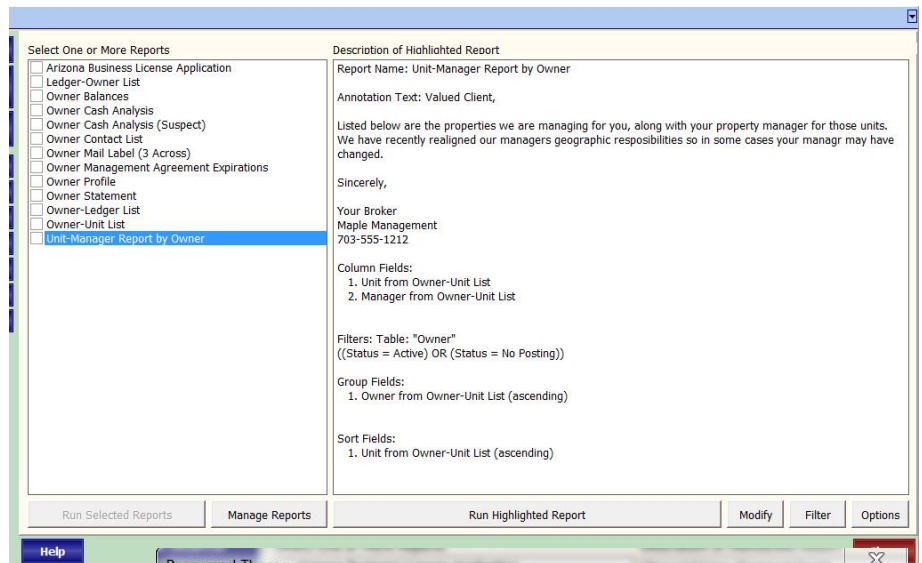 Select One or More Reports
Description of Highlighted Report
Arizona Business License Application
Ledger-Owner List
Owner Balances
Owner Cash Analysis
Owner Cash Analysis (Suspect)
Owner Contact List
Owner Mail Label (3 Across)
Owner Management Agreement Expirations
Owner Profile
Owner Statement
Owner-Ledger List
Owner-Unit List
Unit-Manager Report by Owner
Report Name: Unit-Manager Report by Owner
Annotation Text: Valued Client,
Listed below are the properties we are managing for you, along with your property manager for those units.
We have recently realigned our managers geographic resposibilities so in some cases your managr may have
changed.
Sincerely,
Your Broker
Maple Management
703-555-1212
Column Fields:
1. Unit from Owner-Unit List
2. Manager from Owner-Unit List
Filters: Table: "Owner"
((Status = Active) OR (Status = No Posting))
Group Fields:
1. Owner from Owner-Unit List (ascending)
Sort Fields:
1. Unit from Owner-Unit List (ascending)
Run Selected Reports
Manage Reports
Run Highlighted Report
Modify
Filter
Options
Help